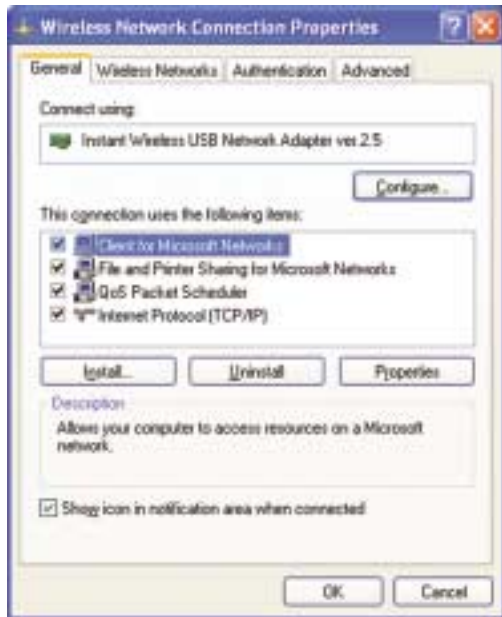 Wireless Network Connection Properties
General Wireless Networks Authentication Advanced
Connect using:
Instant Wireless USB Network Adapter ver.2.5
Configure...
This connection uses the following items:
Client for Microsoft Networks
File and Printer Sharing for Microsoft Networks
QoS Packet Scheduler
Internet Protocol (TCP/IP)
Install... Uninstall Properties
Description
Allows your computer to access resources on a Microsoft
network.
Show icon in notification area when connected
OK Cancel